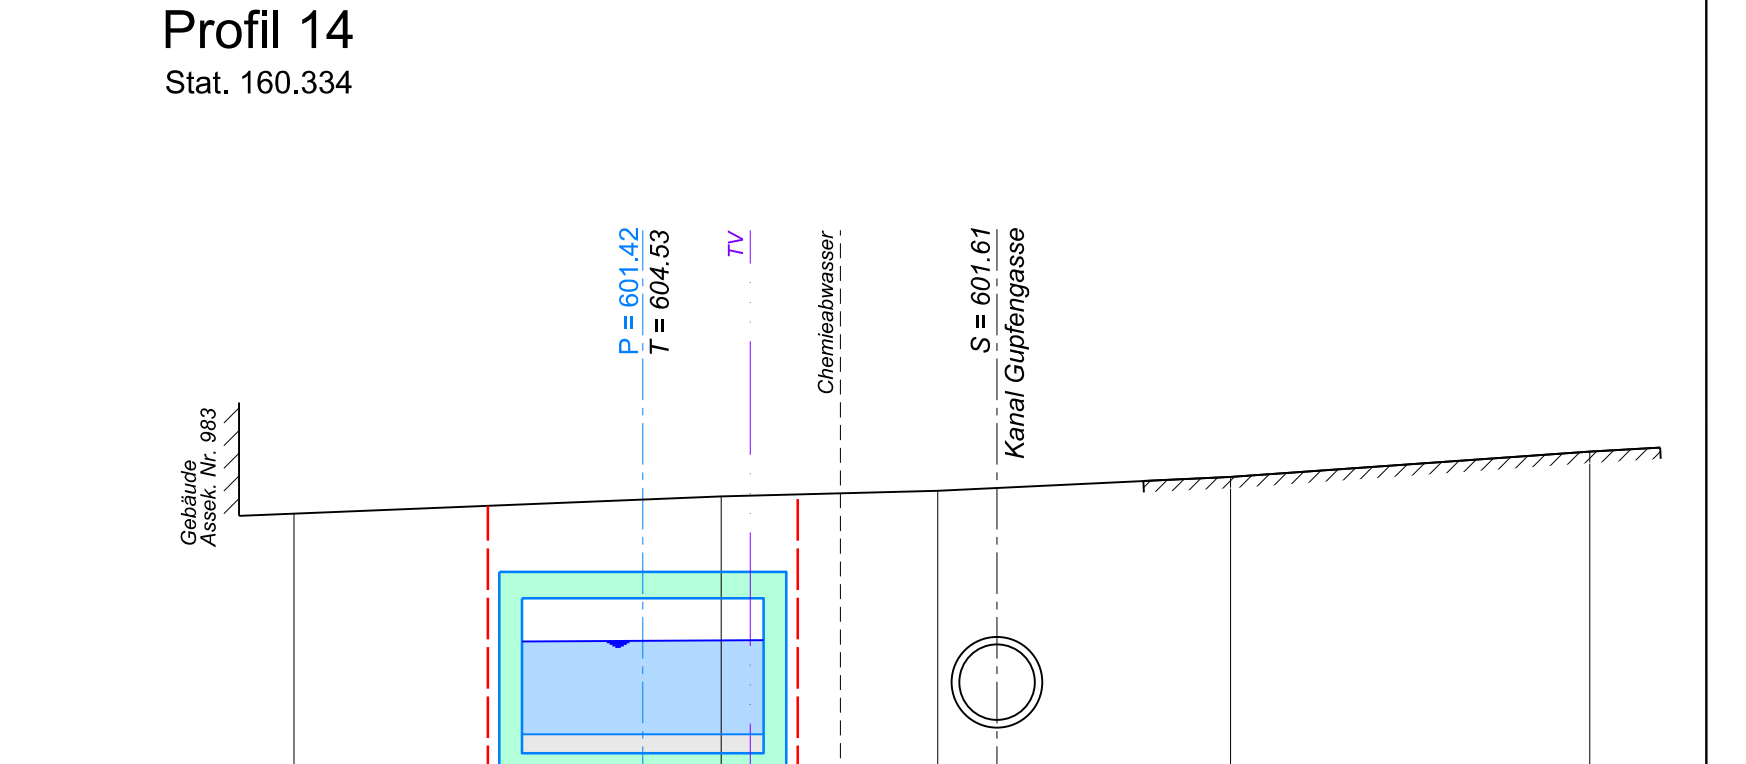 Profil 14
Stat. 160.334
Gebäude
Assek. Nr. 983
P = 601.42
T = 604.53
TV
Chemieabwasser
S = 601.61
Kanal Gupfengasse